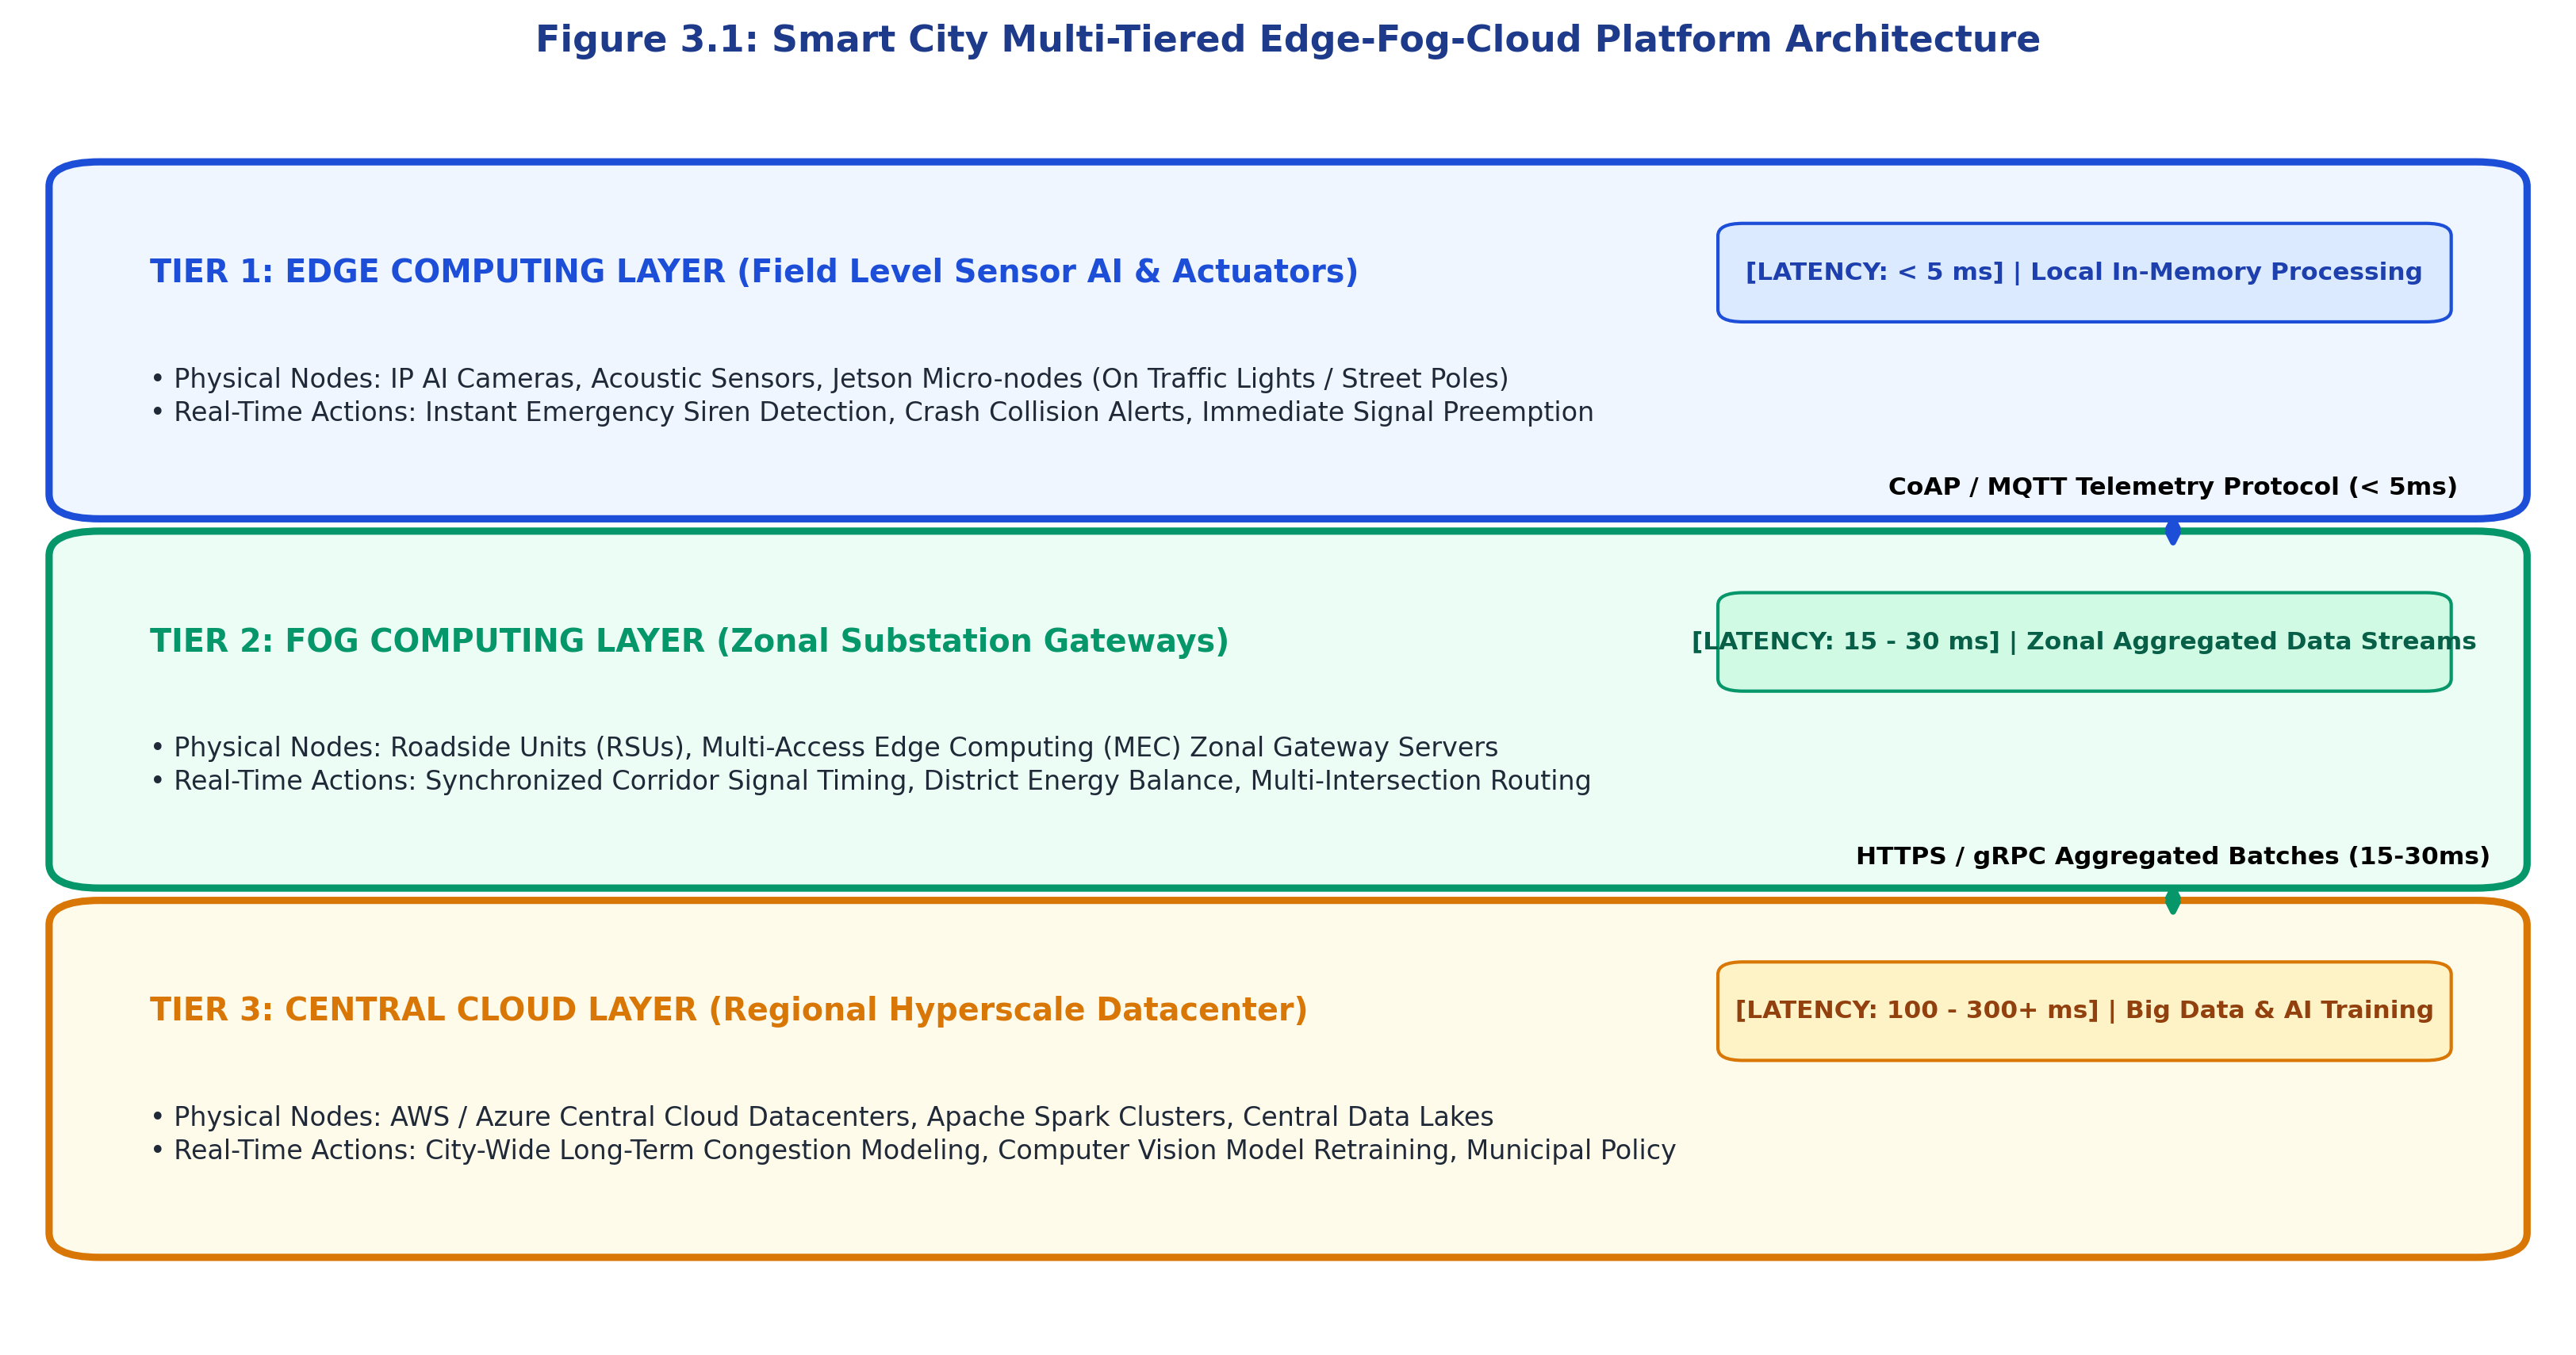 Figure 3.1: Smart City Multi-Tiered Edge-Fog-Cloud Platform Architecture
TIER 1: EDGE COMPUTING LAYER (Field Level Sensor AI & Actuators)
[LATENCY: < 5 ms] | Local In-Memory Processing
• Physical Nodes: IP AI Cameras, Acoustic Sensors, Jetson Micro-nodes (On Traffic Lights / Street Poles)
• Real-Time Actions: Instant Emergency Siren Detection, Crash Collision Alerts, Immediate Signal Preemption
CoAP / MQTT Telemetry Protocol (< 5ms)
TIER 2: FOG COMPUTING LAYER (Zonal Substation Gateways)
[LATENCY: 15 - 30 ms] | Zonal Aggregated Data Streams
• Physical Nodes: Roadside Units (RSUs), Multi-Access Edge Computing (MEC) Zonal Gateway Servers
• Real-Time Actions: Synchronized Corridor Signal Timing, District Energy Balance, Multi-Intersection Routing
HTTPS / gRPC Aggregated Batches (15-30ms)
TIER 3: CENTRAL CLOUD LAYER (Regional Hyperscale Datacenter)
[LATENCY: 100 - 300+ ms] | Big Data & AI Training
• Physical Nodes: AWS / Azure Central Cloud Datacenters, Apache Spark Clusters, Central Data Lakes
• Real-Time Actions: City-Wide Long-Term Congestion Modeling, Computer Vision Model Retraining, Municipal Policy